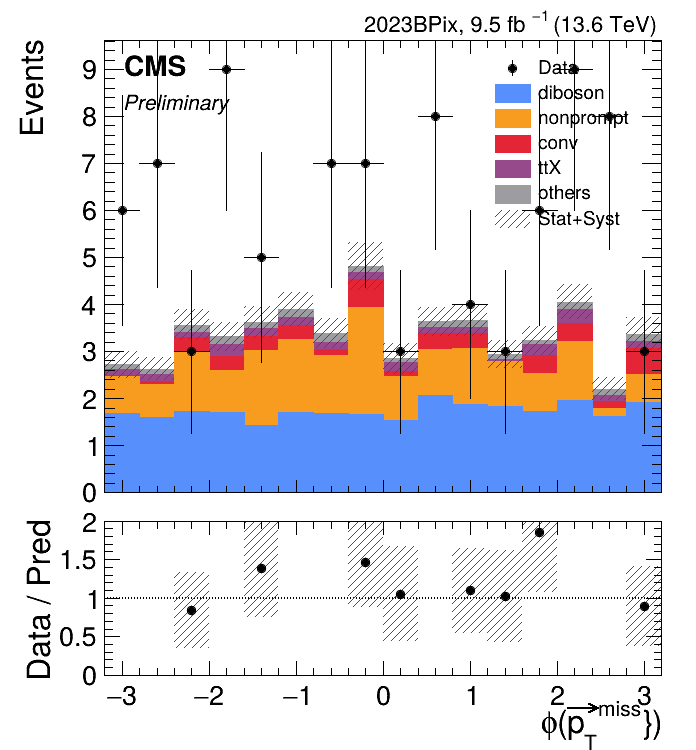 2023BPix, 9.5 fb⁻¹ (13.6 TeV)
CMS
Preliminary
Events
Data
diboson
nonprompt
conv
ttX
others
Stat+Syst
9
8
7
6
5
4
3
2
1
0
Data / Pred
2
1.5
1
0.5
0
−3 −2 −1 0 1 2 3
ϕ(p⃗_T^miss})